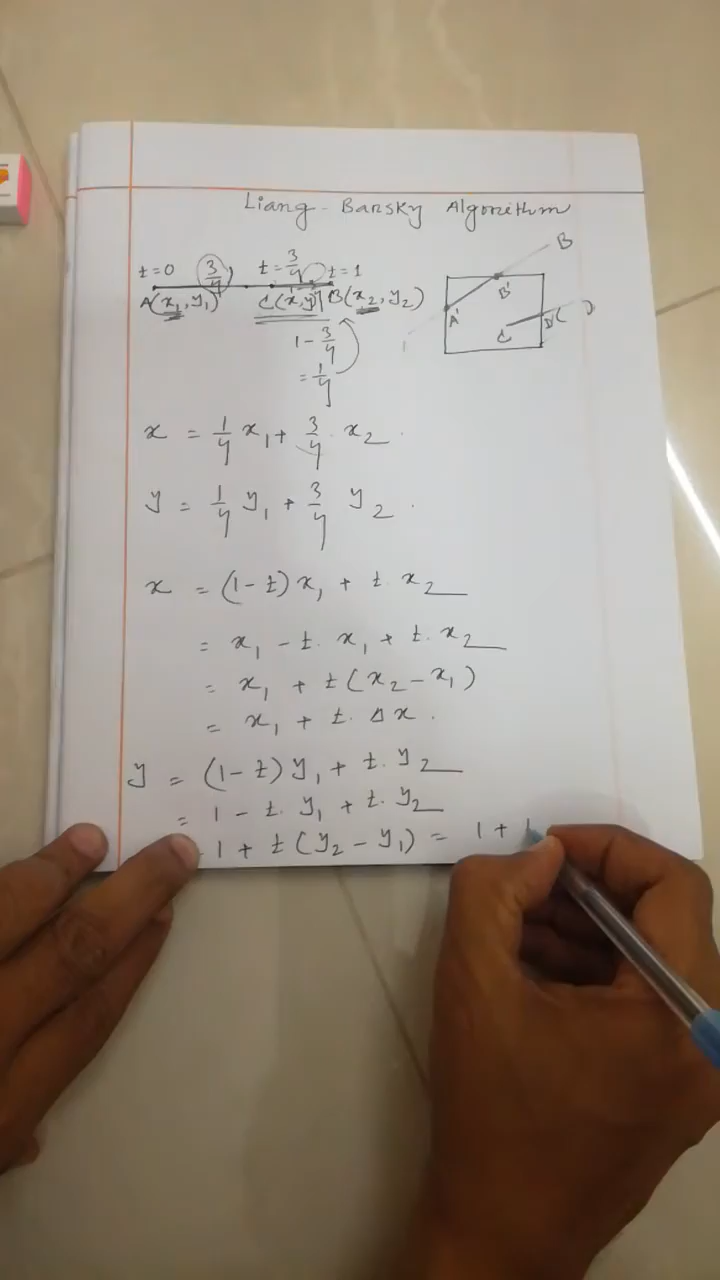 Liang - Barsky Algorithm
t=0 3/4 t=3/4 t=1
A(x₁, y₁) C(x, y) B(x₂, y₂)
1 - 3/4
= 1/4
B
B'
A'
C D'
x = 1/4 x₁ + 3/4 . x₂ .
y = 1/4 y₁ + 3/4 y₂ .
x = (1 - t) x₁ + t . x₂
= x₁ - t . x₁ + t . x₂
= x₁ + t(x₂ - x₁)
= x₁ + t . Δx .
y = (1 - t) y₁ + t . y₂
= 1 - t . y₁ + t . y₂
1 + t(y₂ - y₁) = 1 +